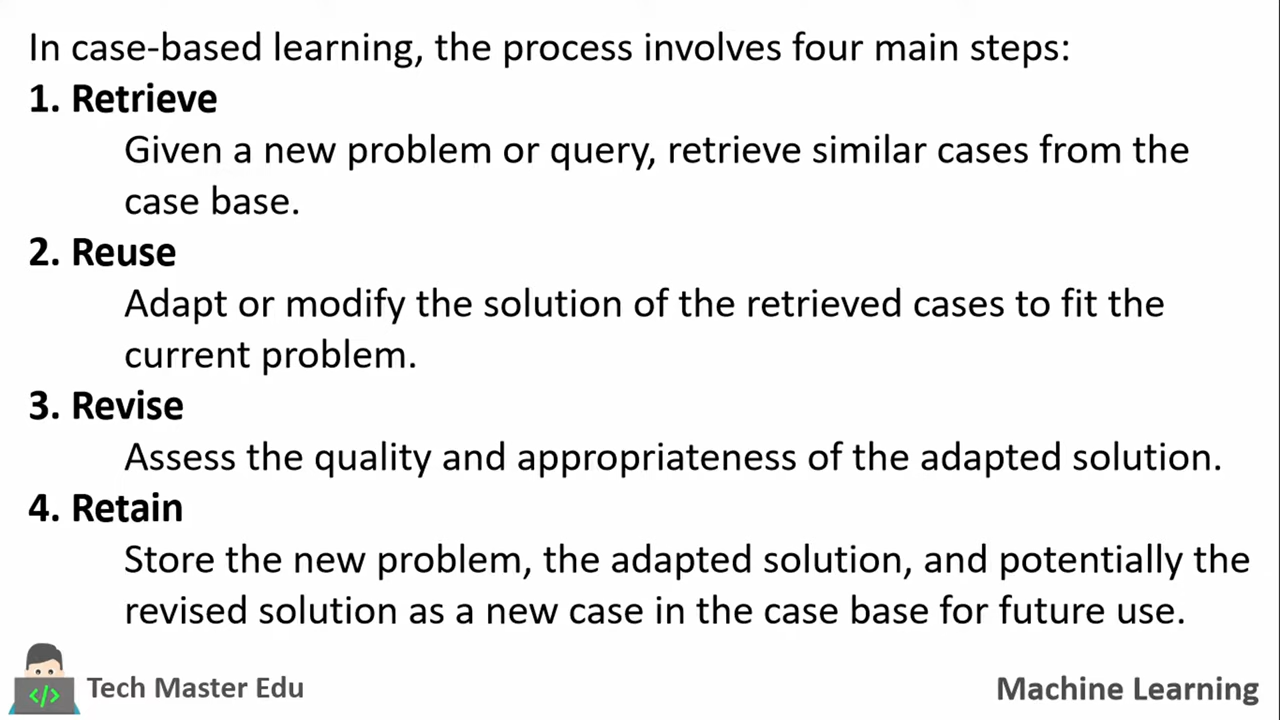 In case-based learning, the process involves four main steps:
1. Retrieve
Given a new problem or query, retrieve similar cases from the
case base.
2. Reuse
Adapt or modify the solution of the retrieved cases to fit the
current problem.
3. Revise
Assess the quality and appropriateness of the adapted solution.
4. Retain
Store the new problem, the adapted solution, and potentially the
revised solution as a new case in the case base for future use.
</>
Tech Master Edu
Machine Learning